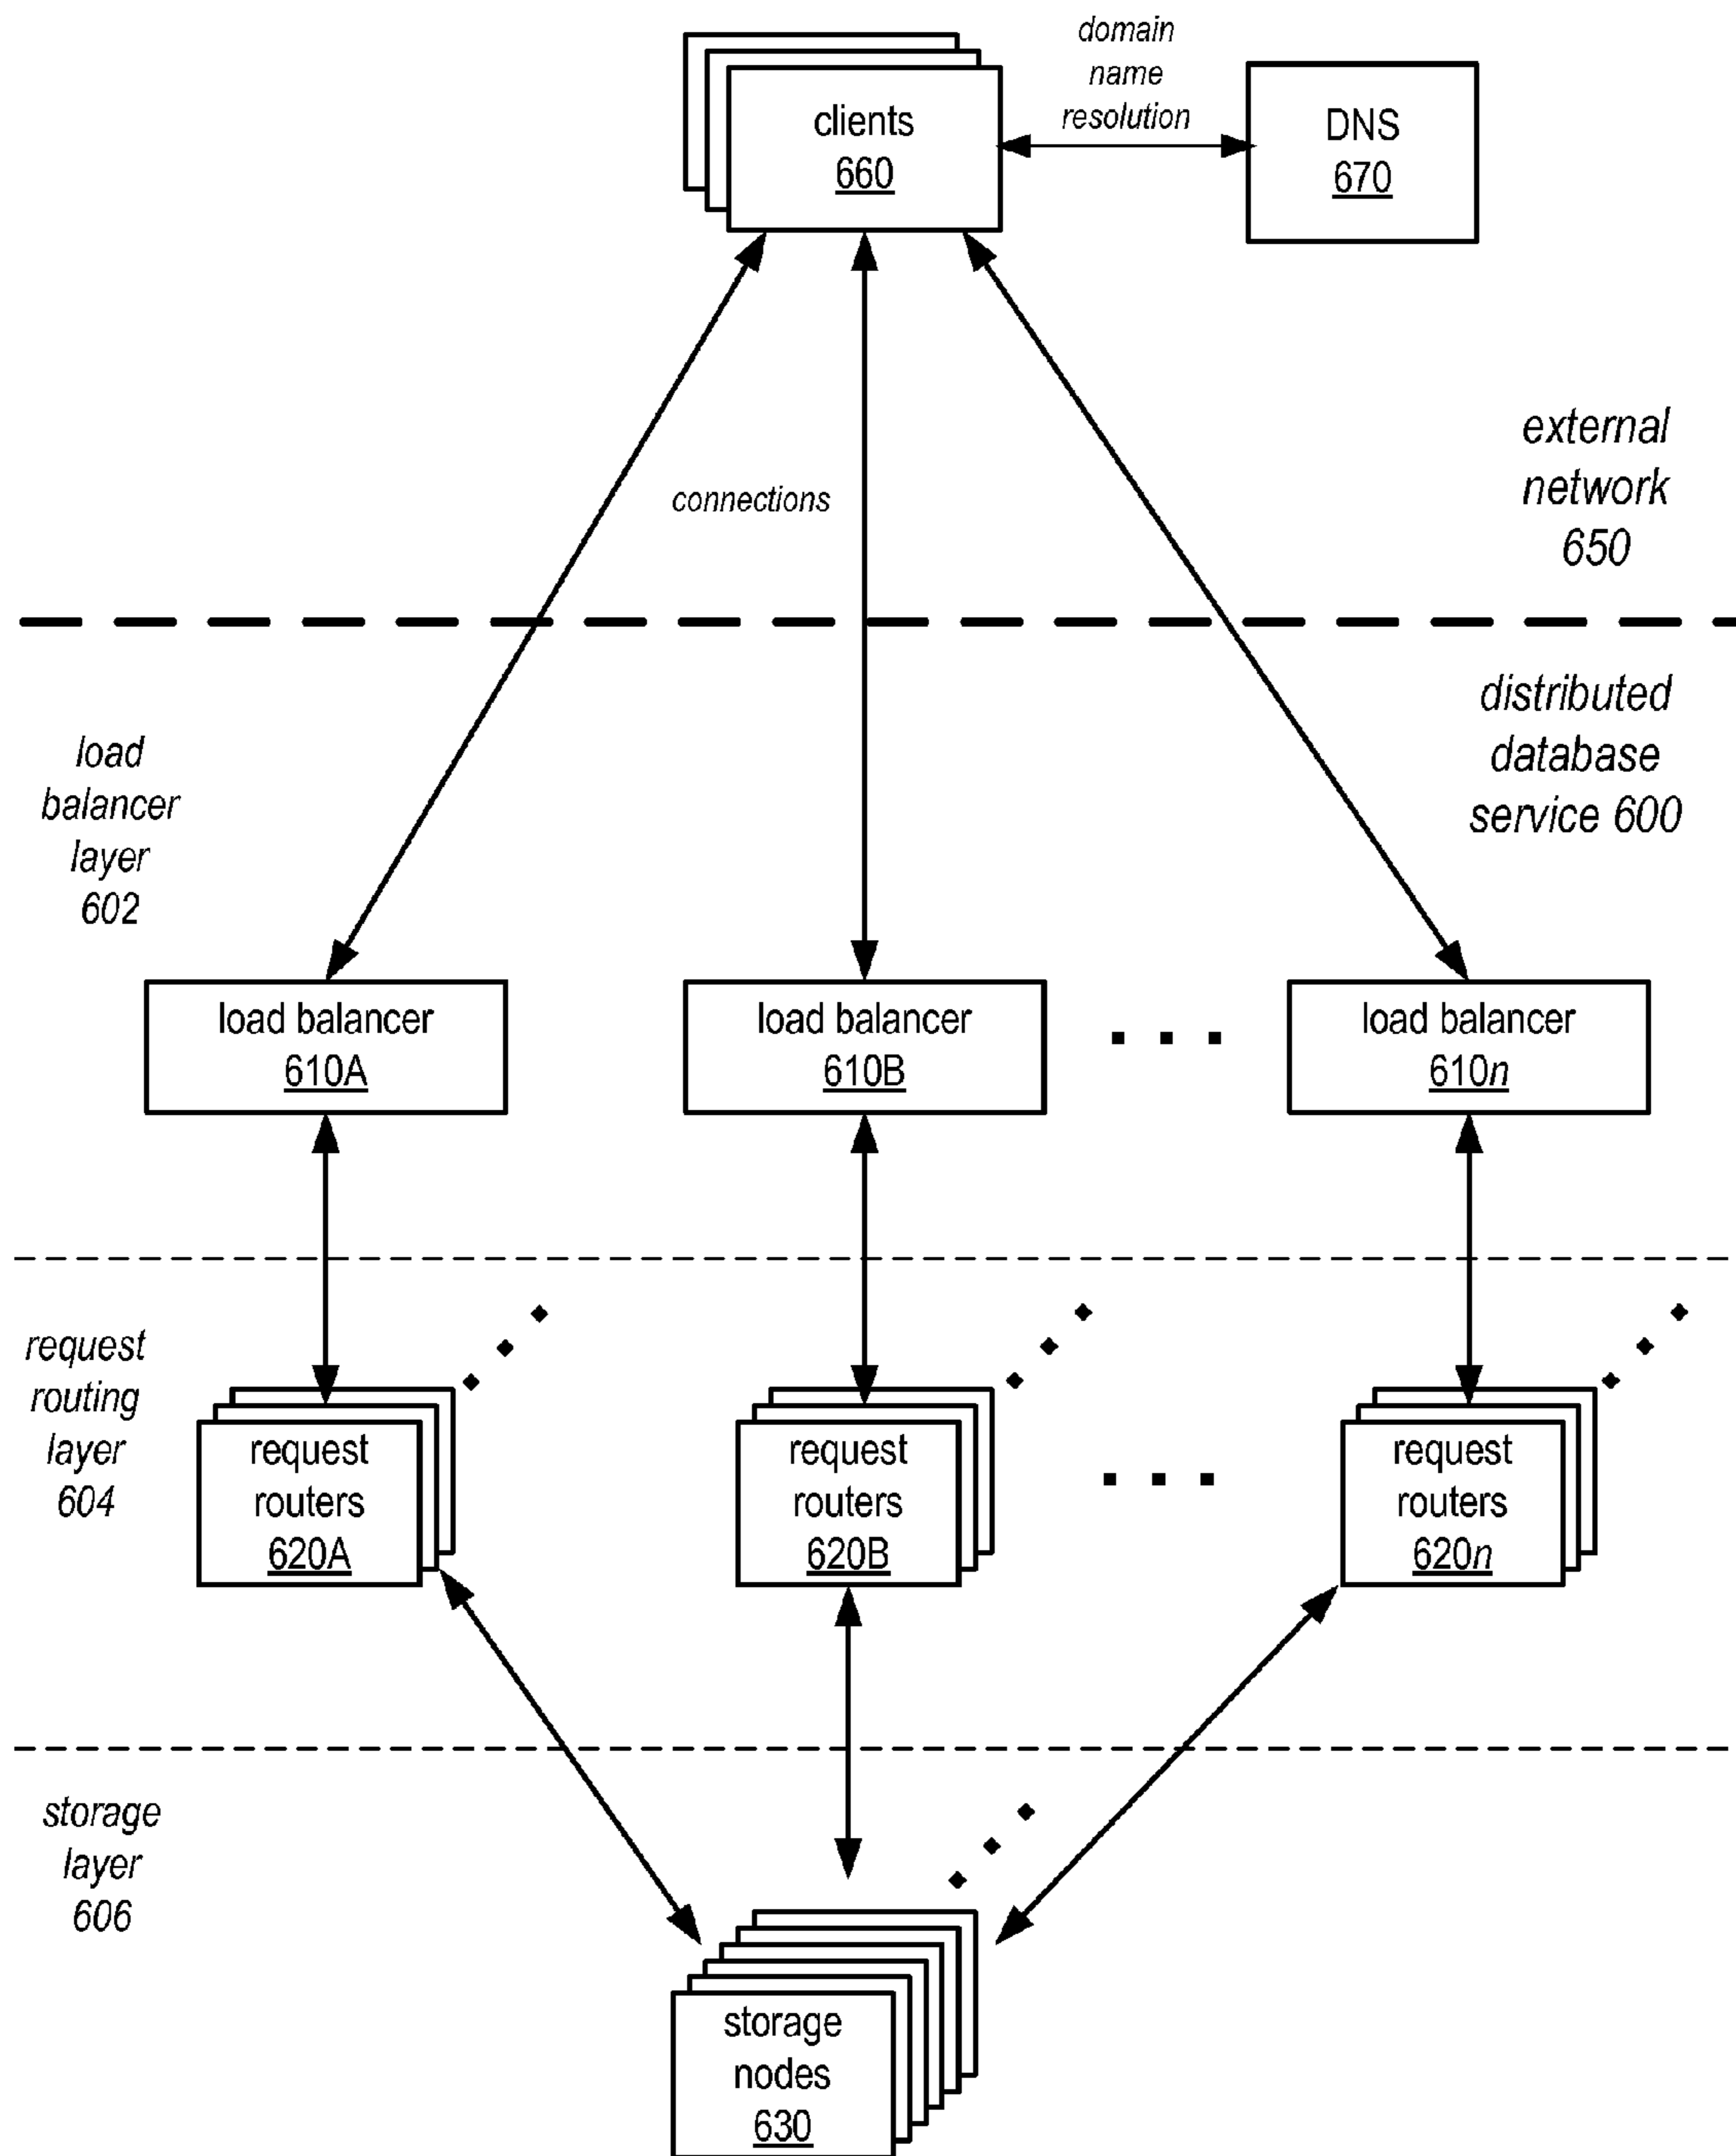 domain
name
resolution
clients
660
DNS
670
connections
external
network
650
distributed
database
service 600
load
balancer
layer
602
load balancer
610A
load balancer
610B
load balancer
610n
request
routing
layer
604
request
routers
620A
request
routers
620B
request
routers
620n
storage
layer
606
storage
nodes
630